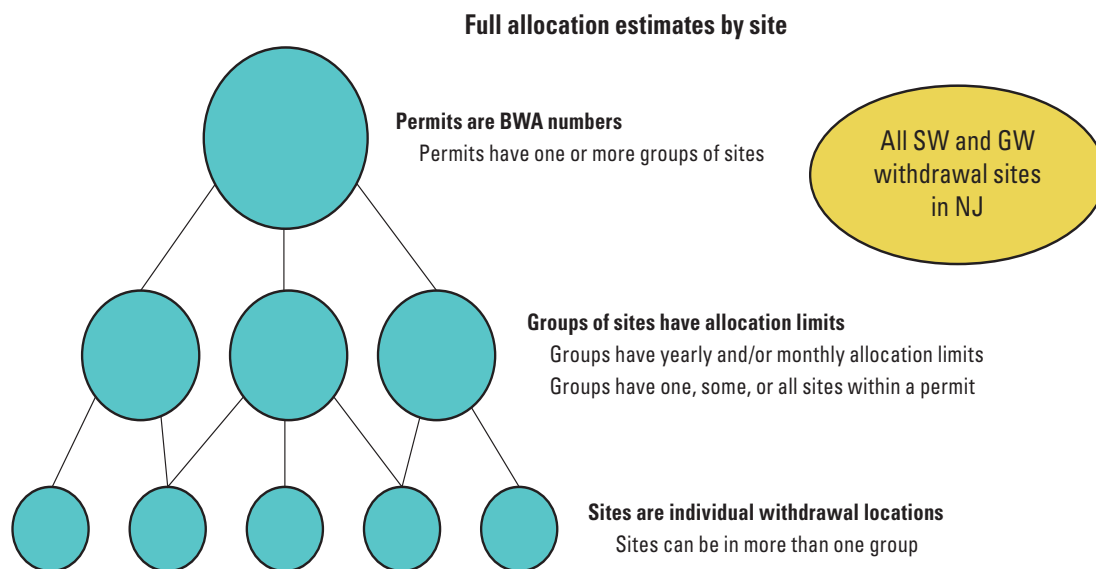 Full allocation estimates by site
Permits are BWA numbers
Permits have one or more groups of sites
All SW and GW
withdrawal sites
in NJ
Groups of sites have allocation limits
Groups have yearly and/or monthly allocation limits
Groups have one, some, or all sites within a permit
Sites are individual withdrawal locations
Sites can be in more than one group